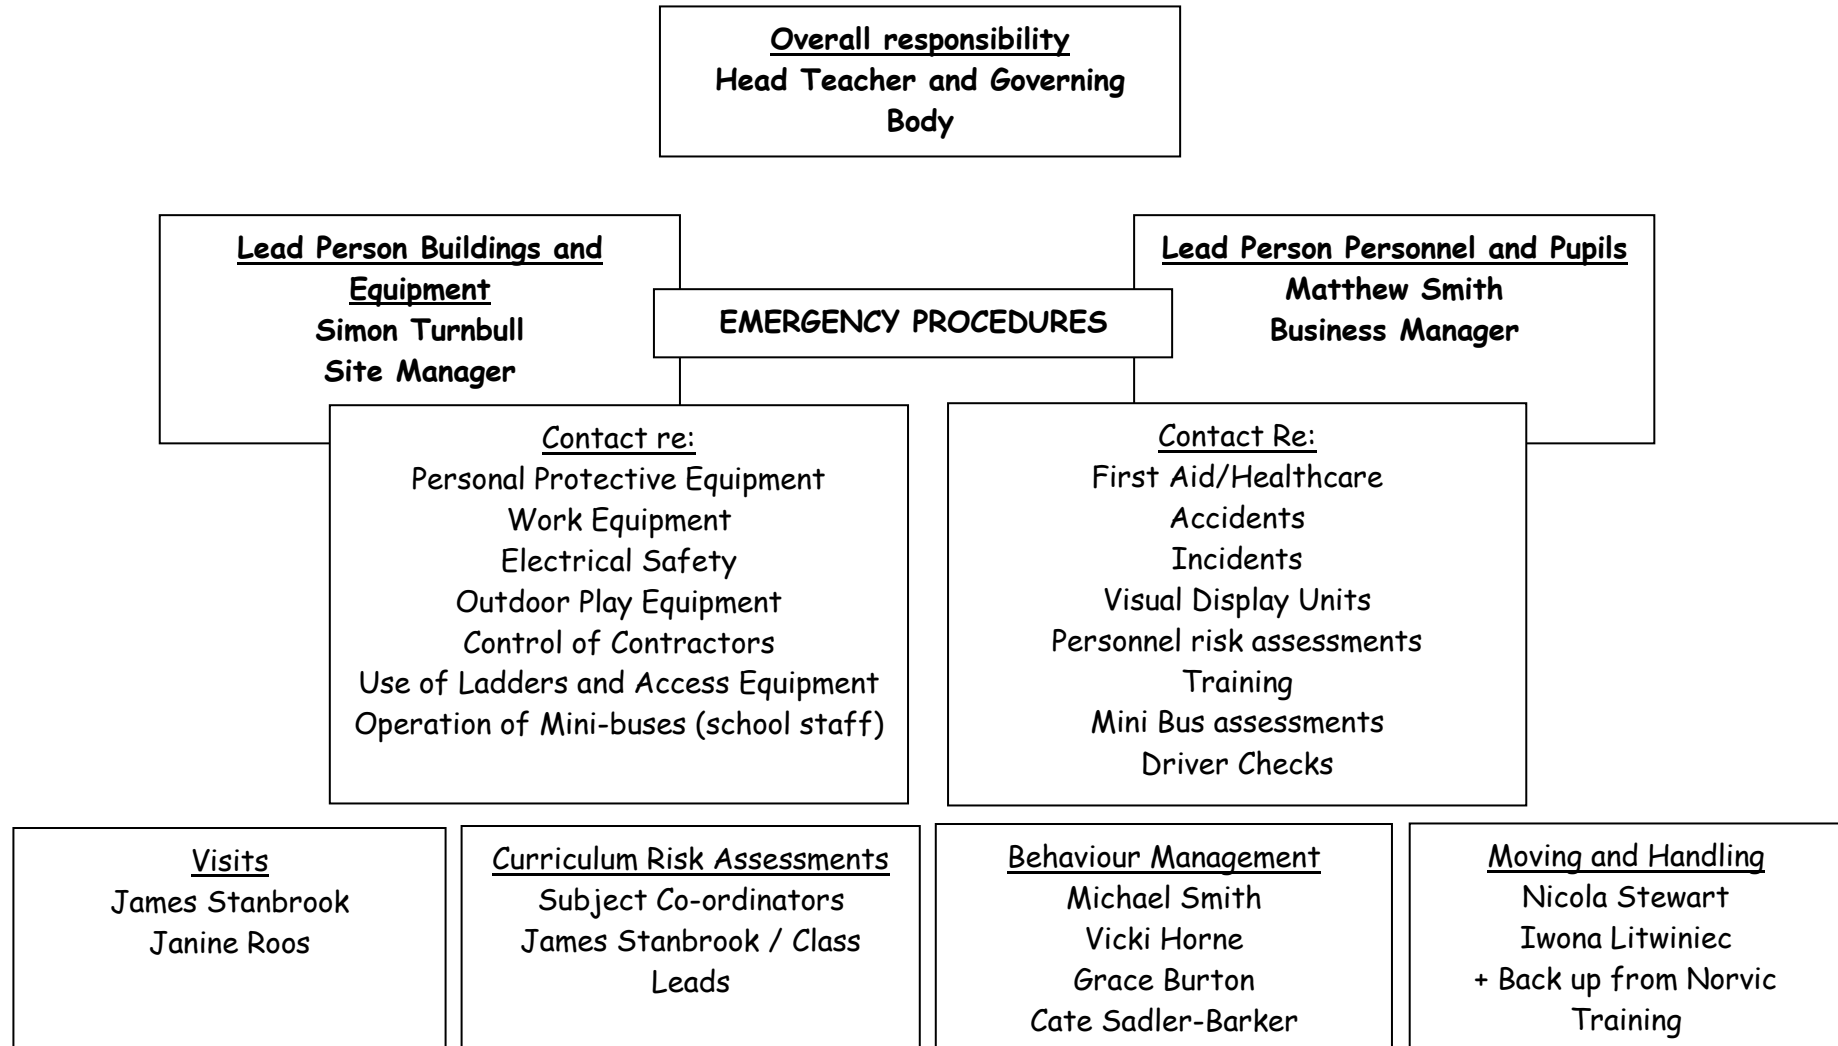 Overall responsibility
Head Teacher and Governing
Body
Lead Person Buildings and
Equipment
Simon Turnbull
Site Manager
EMERGENCY PROCEDURES
Lead Person Personnel and Pupils
Matthew Smith
Business Manager
Contact re:
Personal Protective Equipment
Work Equipment
Electrical Safety
Outdoor Play Equipment
Control of Contractors
Use of Ladders and Access Equipment
Operation of Mini-buses (school staff)
Contact Re:
First Aid/Healthcare
Accidents
Incidents
Visual Display Units
Personnel risk assessments
Training
Mini Bus assessments
Driver Checks
Visits
James Stanbrook
Janine Roos
Curriculum Risk Assessments
Subject Co-ordinators
James Stanbrook / Class
Leads
Behaviour Management
Michael Smith
Vicki Horne
Grace Burton
Cate Sadler-Barker
Moving and Handling
Nicola Stewart
Iwona Litwiniec
+ Back up from Norvic
Training